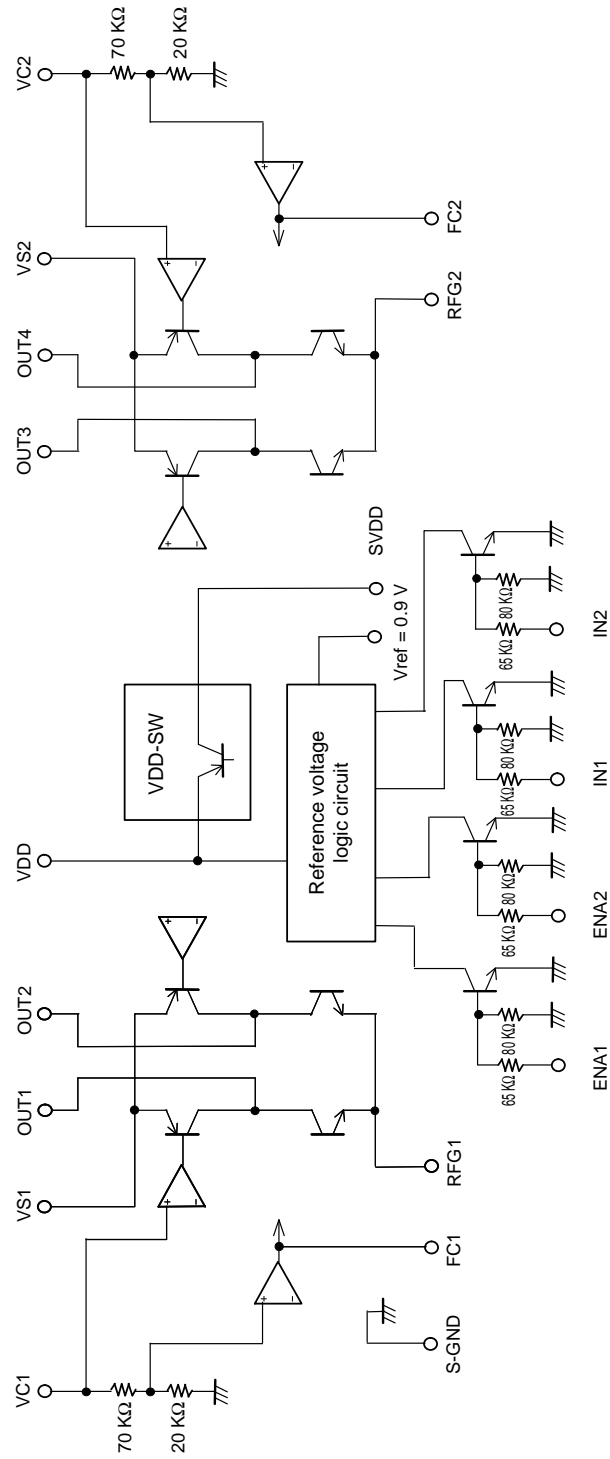 VC1
VS1
OUT1
OUT2
VDD
OUT3
OUT4
VS2
VC2
70 KΩ
20 KΩ
+
−
+
−
+
−
+
−
VDD-SW
+
−
+
−
+
−
+
−
70 KΩ
20 KΩ
Reference voltage
logic circuit
Vref = 0.9 V
SVDD
S-GND
FC1
RFG1
RFG2
FC2
65 KΩ
80 KΩ
65 KΩ
80 KΩ
65 KΩ
80 KΩ
65 KΩ
80 KΩ
ENA1
ENA2
IN1
IN2